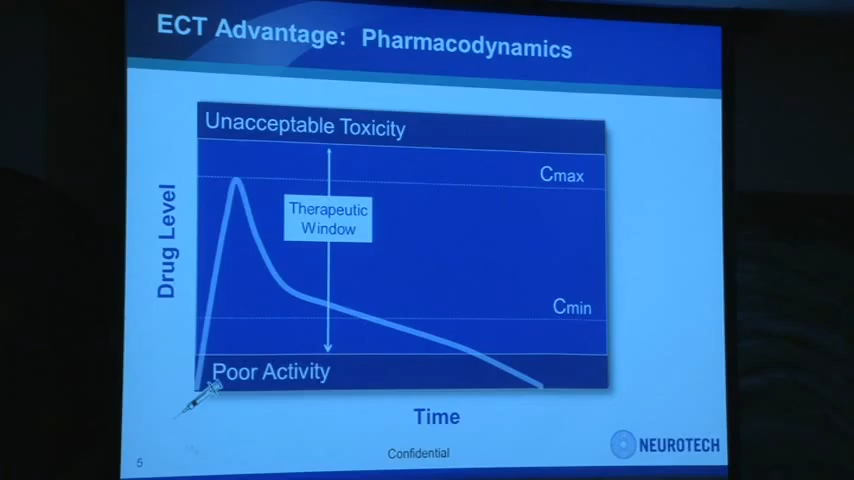 ECT Advantage: Pharmacodynamics
Unacceptable Toxicity
Cmax
Therapeutic
Window
Drug Level
Cmin
Poor Activity
Time
5
Confidential
NEUROTECH